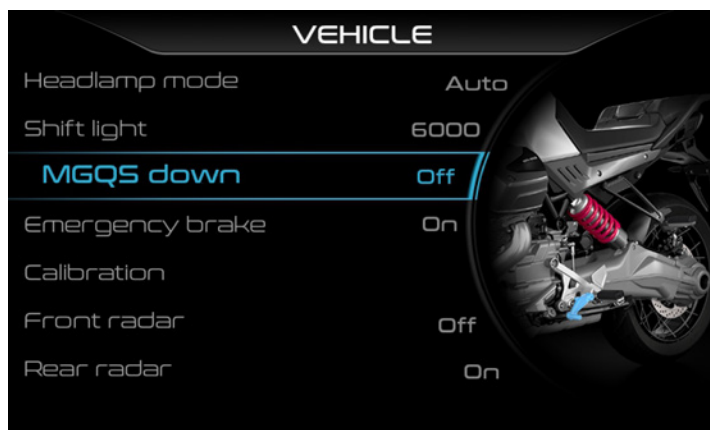 VEHICLE
Headlamp mode Auto
Shift light 6000
MGQS down Off
Emergency brake On
Calibration
Front radar Off
Rear radar On